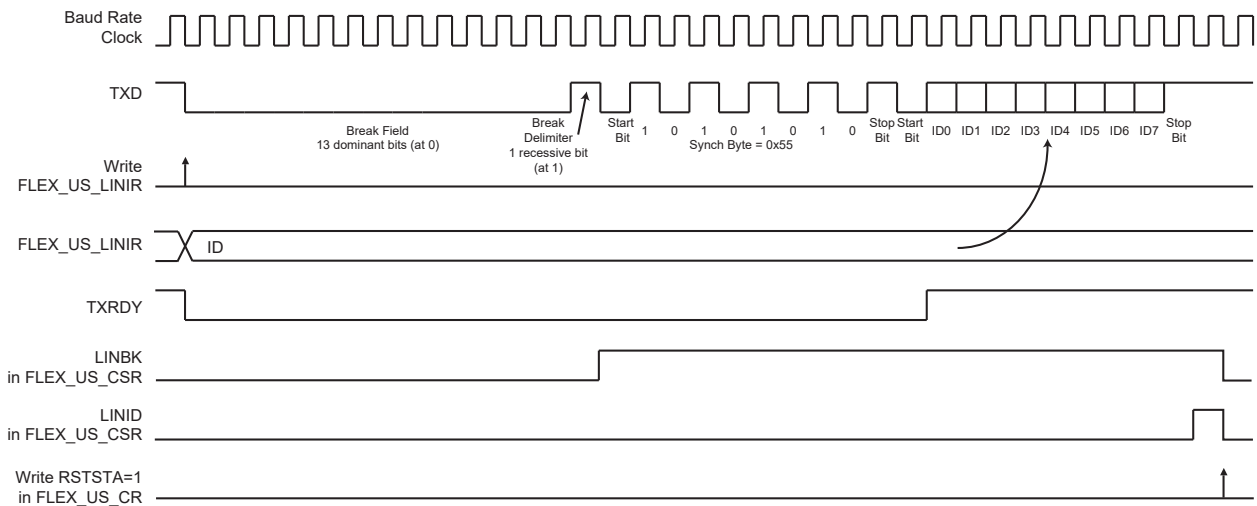 Baud Rate
Clock
TXD
Break Field
13 dominant bits (at 0)
Break
Delimiter
1 recessive bit
(at 1)
Start
Bit
1 0 1 0 1 0 1 0
Synch Byte = 0x55
Stop
Bit
Start
Bit
ID0 ID1 ID2 ID3 ID4 ID5 ID6 ID7
Stop
Bit
Write
FLEX_US_LINIR
FLEX_US_LINIR
ID
TXRDY
LINBK
in FLEX_US_CSR
LINID
in FLEX_US_CSR
Write RSTSTA=1
in FLEX_US_CR